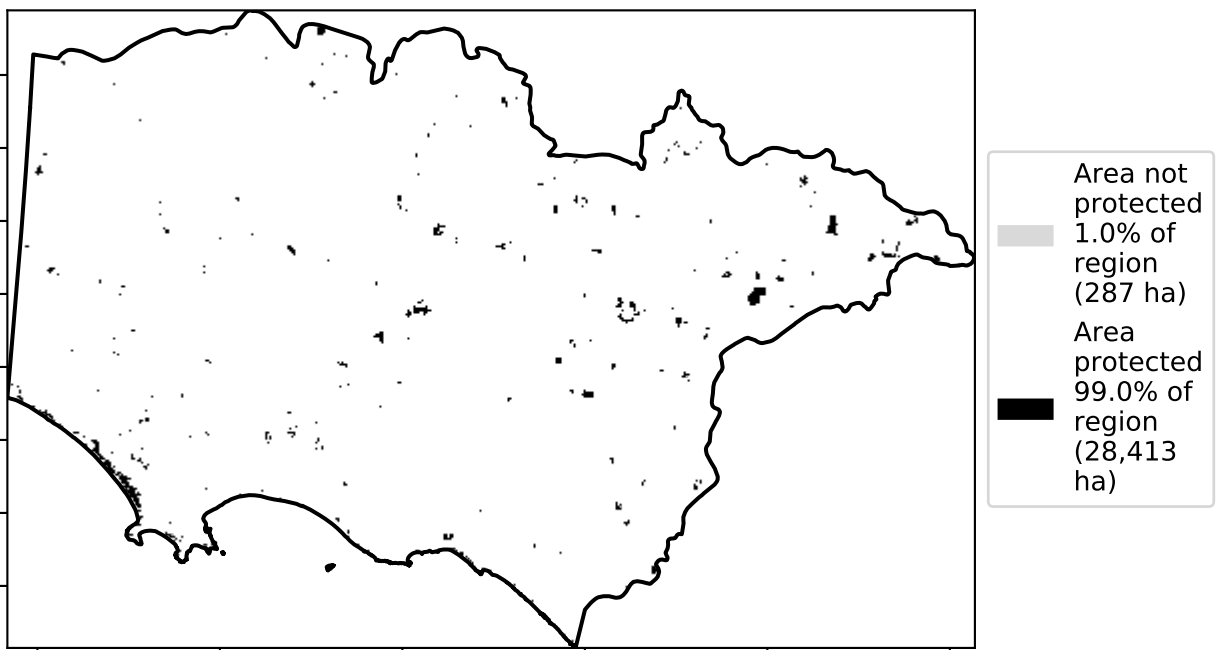 Area not
protected
1.0% of
region
(287 ha)
Area
protected
99.0% of
region
(28,413
ha)